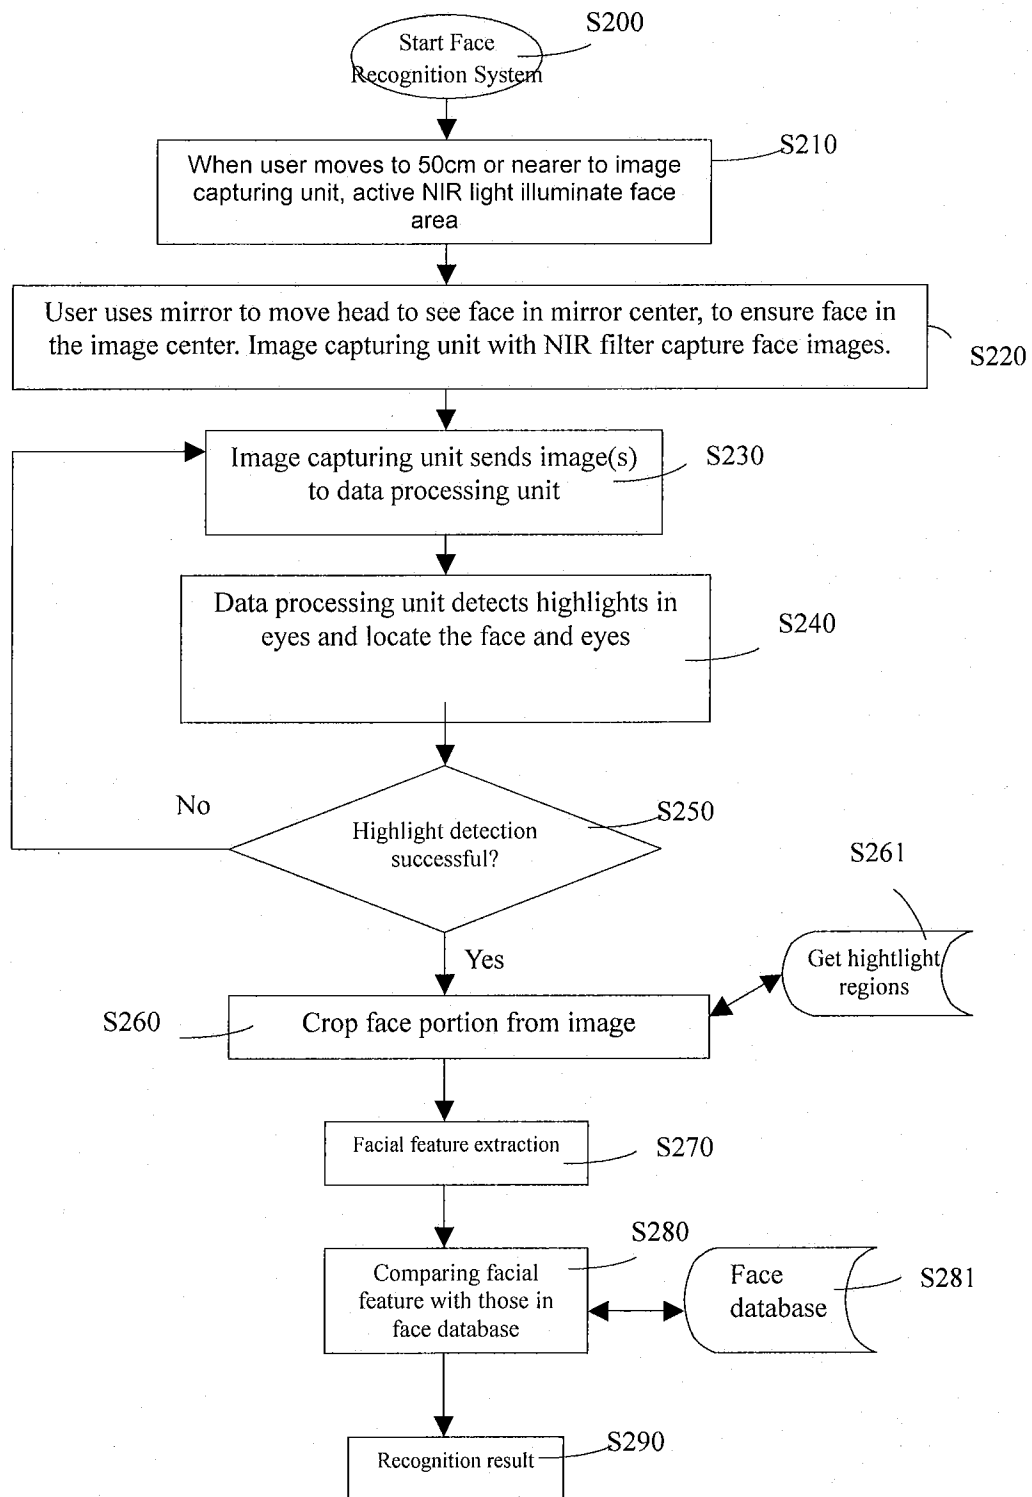 S200
Start Face
Recognition System
S210
When user moves to 50cm or nearer to image
capturing unit, active NIR light illuminate face
area
User uses mirror to move head to see face in mirror center, to ensure face in
the image center. Image capturing unit with NIR filter capture face images.
S220
Image capturing unit sends image(s)
to data processing unit
S230
Data processing unit detects highlights in
eyes and locate the face and eyes
S240
No
S250
Highlight detection
successful?
S261
Yes
Get hightlight
regions
S260
Crop face portion from image
Facial feature extraction
S270
S280
Comparing facial
feature with those in
face database
Face
database
S281
S290
Recognition result